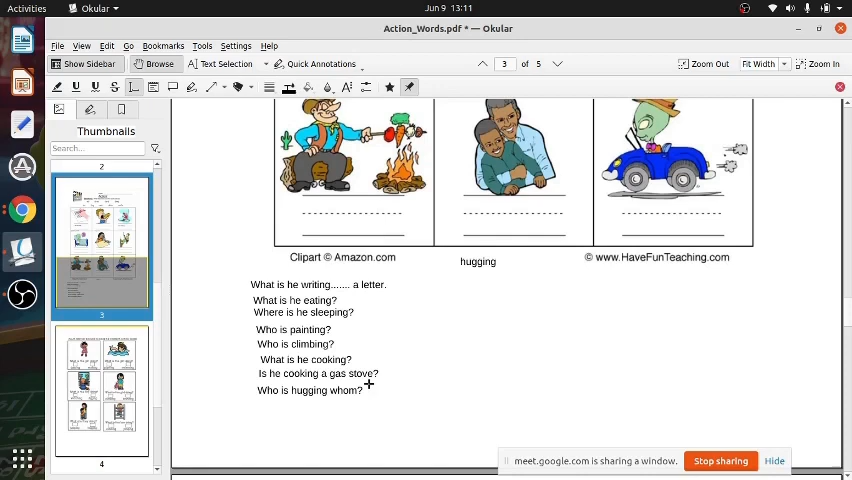 Activities
Okular
Jun 9 13:11
Action_Words.pdf * — Okular
File View Edit Go Bookmarks Tools Settings Help
Show Sidebar
Browse
Text Selection
Quick Annotations
3 of 5
Zoom Out
Fit Width
Zoom In
Thumbnails
Search...
2
3
4
Clipart © Amazon.com
hugging
© www.HaveFunTeaching.com
What is he writing....... a letter.
What is he eating?
Where is he sleeping?
Who is painting?
Who is climbing?
What is he cooking?
Is he cooking a gas stove?
Who is hugging whom?
meet.google.com is sharing a window.
Stop sharing
Hide